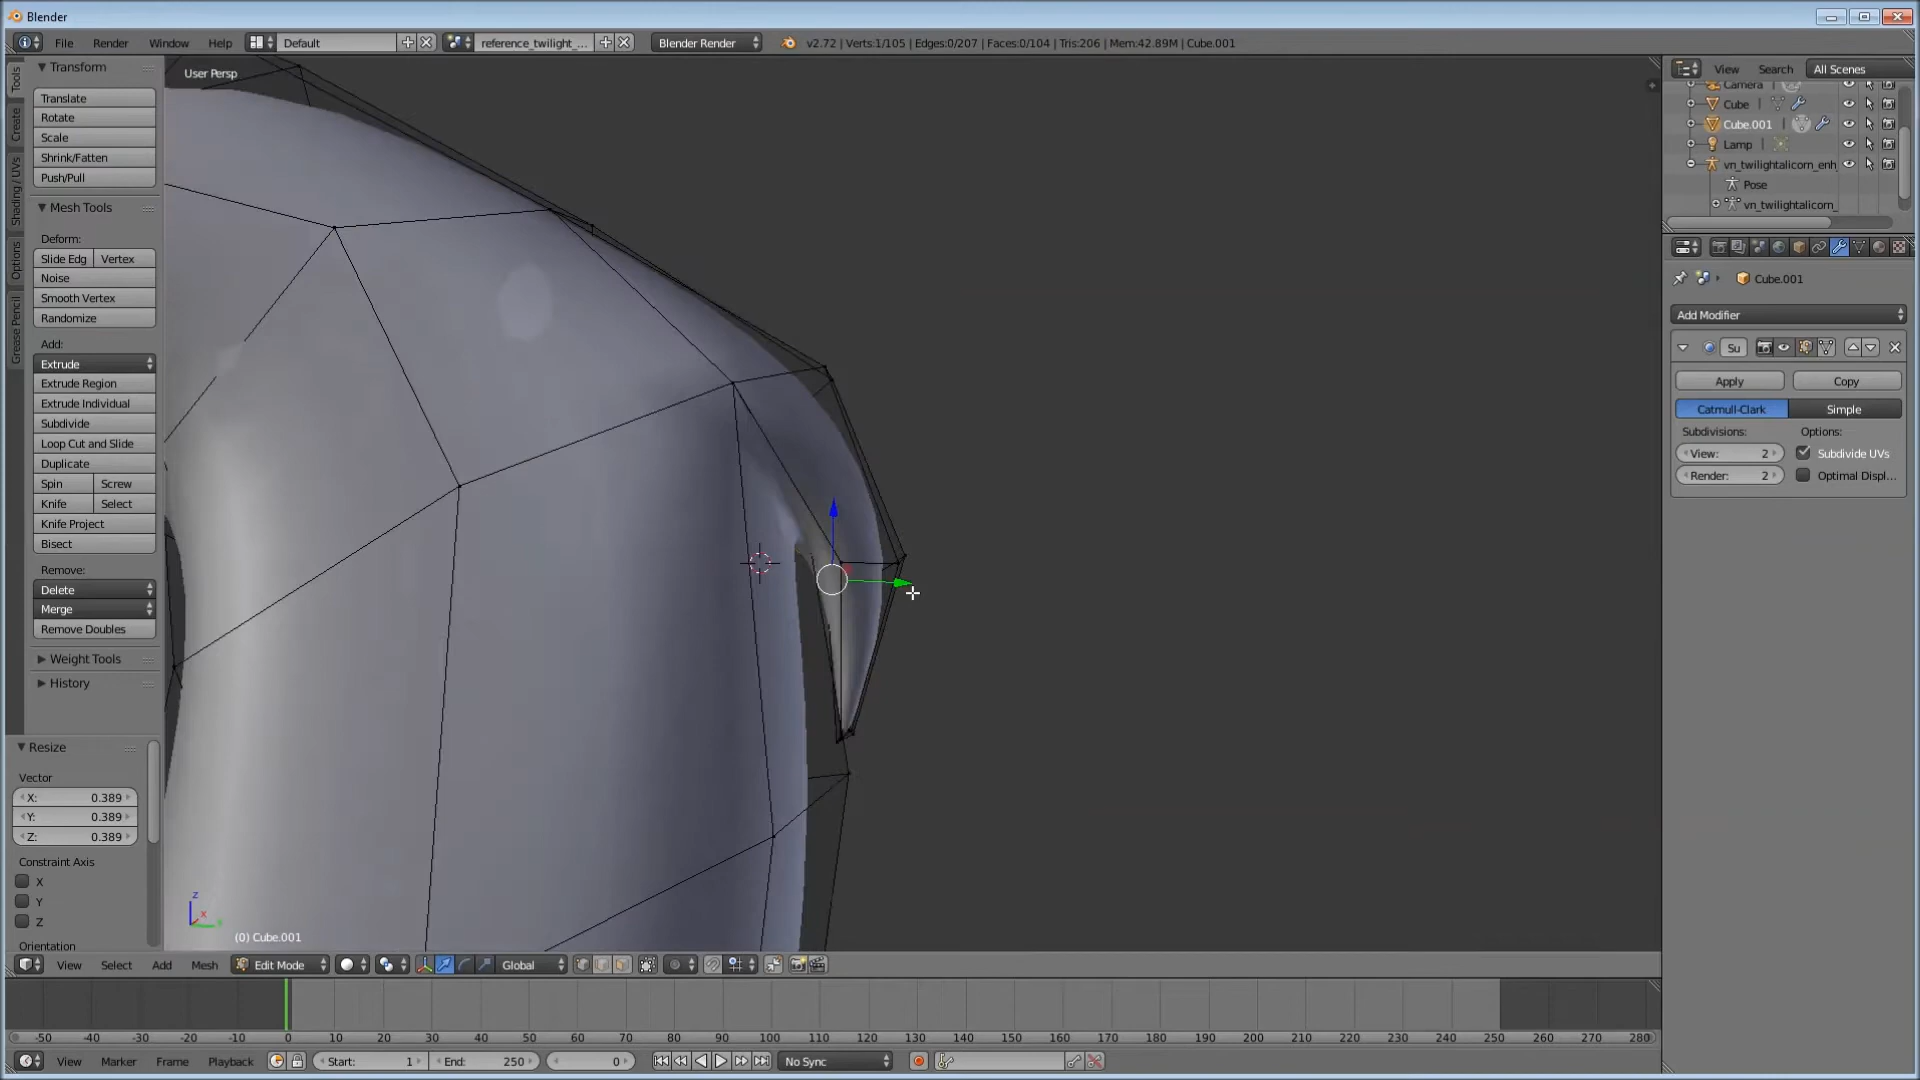 Blender
File Render Window Help Default reference_twilight_... Blender Render v2.72 | Verts:1/105 | Edges:0/207 | Faces:0/104 | Tris:206 | Mem:42.89M | Cube.001
Tools
Create
Shading / UVs
Options
Grease Pencil
Transform
Translate
Rotate
Scale
Shrink/Fatten
Push/Pull
Mesh Tools
Deform:
Slide Edg Vertex
Noise
Smooth Vertex
Randomize
Add:
Extrude
Extrude Region
Extrude Individual
Subdivide
Loop Cut and Slide
Duplicate
Spin Screw
Knife Select
Knife Project
Bisect
Remove:
Delete
Merge
Remove Doubles
Weight Tools
History
Resize
Vector
X: 0.389
Y: 0.389
Z: 0.389
Constraint Axis
X
Y
Z
Orientation
User Persp
z
x
(0) Cube.001
View Search All Scenes
Camera
Cube
Cube.001
Lamp
vn_twilightalicorn_enh
Pose
vn_twilightalicorn_
Cube.001
Add Modifier
Su
Apply Copy
Catmull-Clark Simple
Subdivisions: Options:
View: 2 Subdivide UVs
Render: 2 Optimal Displ...
View Select Add Mesh Edit Mode Global
-50 -40 -30 -20 -10 0 10 20 30 40 50 60 70 80 90 100 110 120 130 140 150 160 170 180 190 200 210 220 230 240 250 260 270 280
View Marker Frame Playback Start: 1 End: 250 0 No Sync